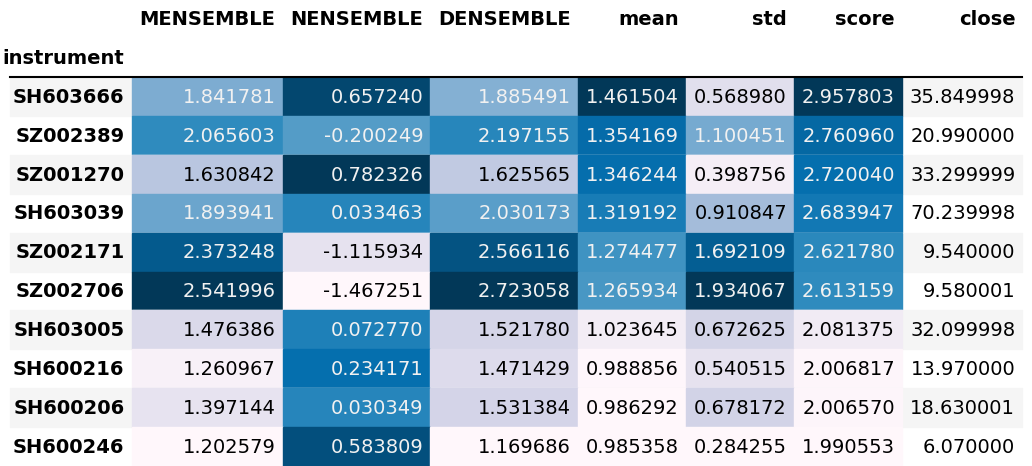 MENSEMBLE NENSEMBLE DENSEMBLE mean std score close
instrument
SH603666 1.841781 0.657240 1.885491 1.461504 0.568980 2.957803 35.849998
SZ002389 2.065603 -0.200249 2.197155 1.354169 1.100451 2.760960 20.990000
SZ001270 1.630842 0.782326 1.625565 1.346244 0.398756 2.720040 33.299999
SH603039 1.893941 0.033463 2.030173 1.319192 0.910847 2.683947 70.239998
SZ002171 2.373248 -1.115934 2.566116 1.274477 1.692109 2.621780 9.540000
SZ002706 2.541996 -1.467251 2.723058 1.265934 1.934067 2.613159 9.580001
SH603005 1.476386 0.072770 1.521780 1.023645 0.672625 2.081375 32.099998
SH600216 1.260967 0.234171 1.471429 0.988856 0.540515 2.006817 13.970000
SH600206 1.397144 0.030349 1.531384 0.986292 0.678172 2.006570 18.630001
SH600246 1.202579 0.583809 1.169686 0.985358 0.284255 1.990553 6.070000